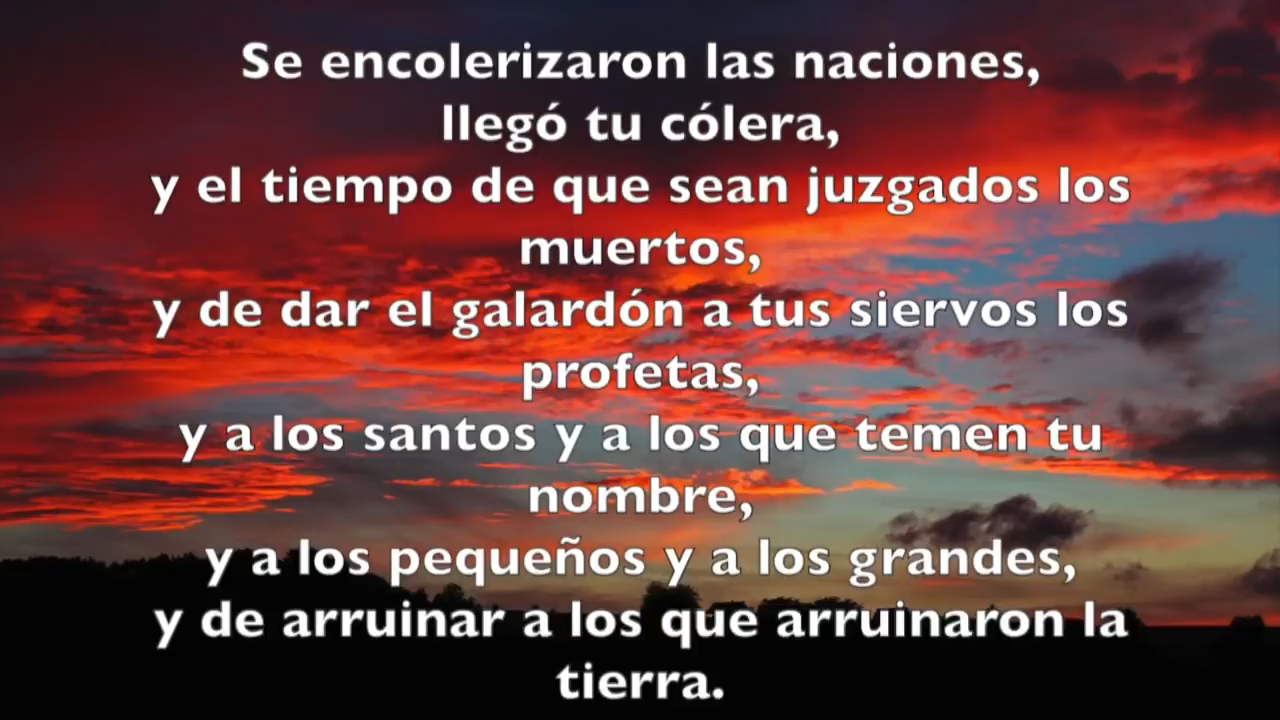 Se encolerizaron las naciones,
llegó tu cólera,
y el tiempo de que sean juzgados los
muertos,
y de dar el galardón a tus siervos los
profetas,
y a los santos y a los que temen tu
nombre,
y a los pequeños y a los grandes,
y de arruinar a los que arruinaron la
tierra.